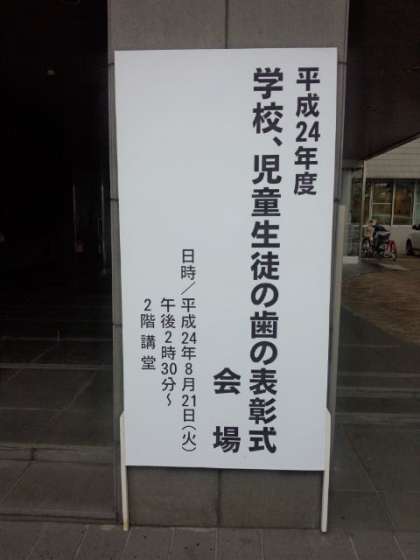 平成24年度
学校、児童生徒の歯の表彰式
会場
日時／平成24年8月21日（火）
午後2時30分～
2階講堂